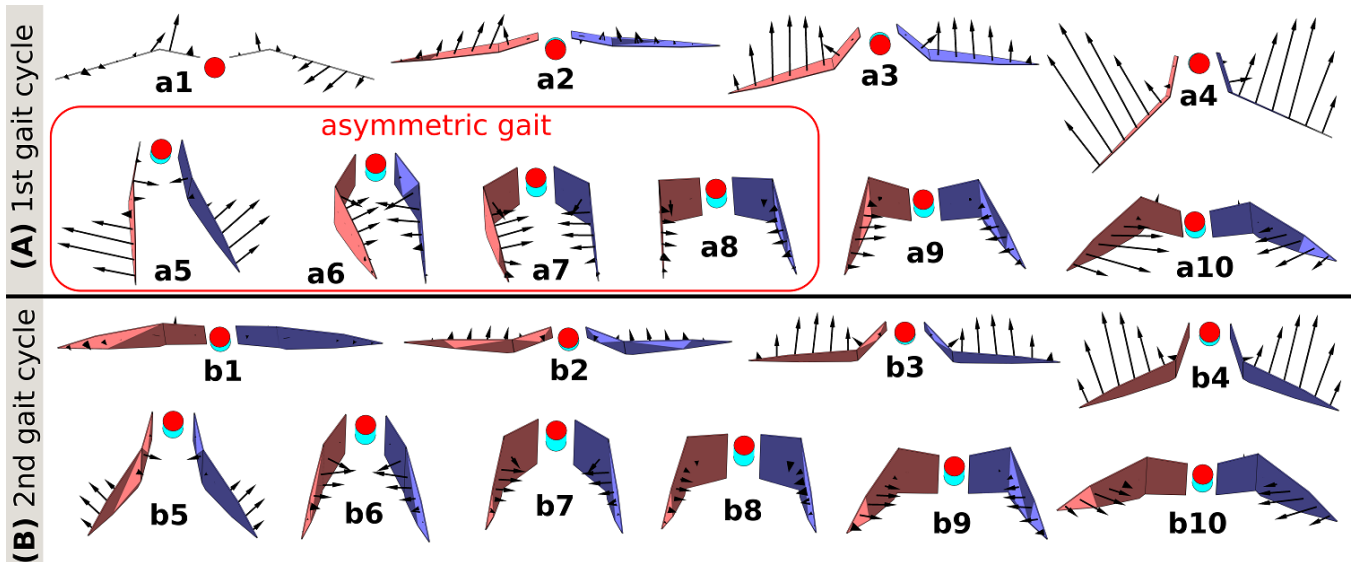 (A) 1st gait cycle
a1
a2
a3
a4
asymmetric gait
a5
a6
a7
a8
a9
a10
(B) 2nd gait cycle
b1
b2
b3
b4
b5
b6
b7
b8
b9
b10